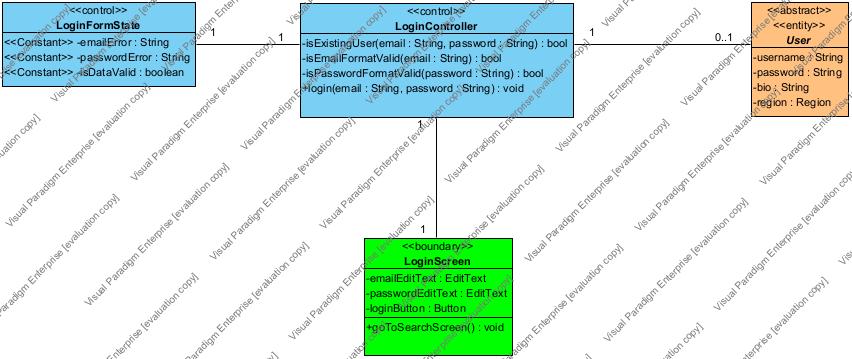 <<control>>
LoginFormState
<<Constant>> -emailError : String
<<Constant>> -passwordError : String
<<Constant>> -isDataValid : boolean
1
1
<<control>>
LoginController
-isExistingUser(email : String, password : String) : bool
-isEmailFormatValid(email : String) : bool
-isPasswordFormatValid(password : String) : bool
-login(email : String, password : String) : void
1
0..1
<<abstract>>
<<entity>>
User
-username : String
-password : String
-bio : String
-region : Region
1
1
<<boundary>>
LoginScreen
-emailEditText : EditText
-passwordEditText : EditText
-loginButton : Button
+goToSearchScreen() : void
Visual Paradigm Enterprise [evaluation copy]